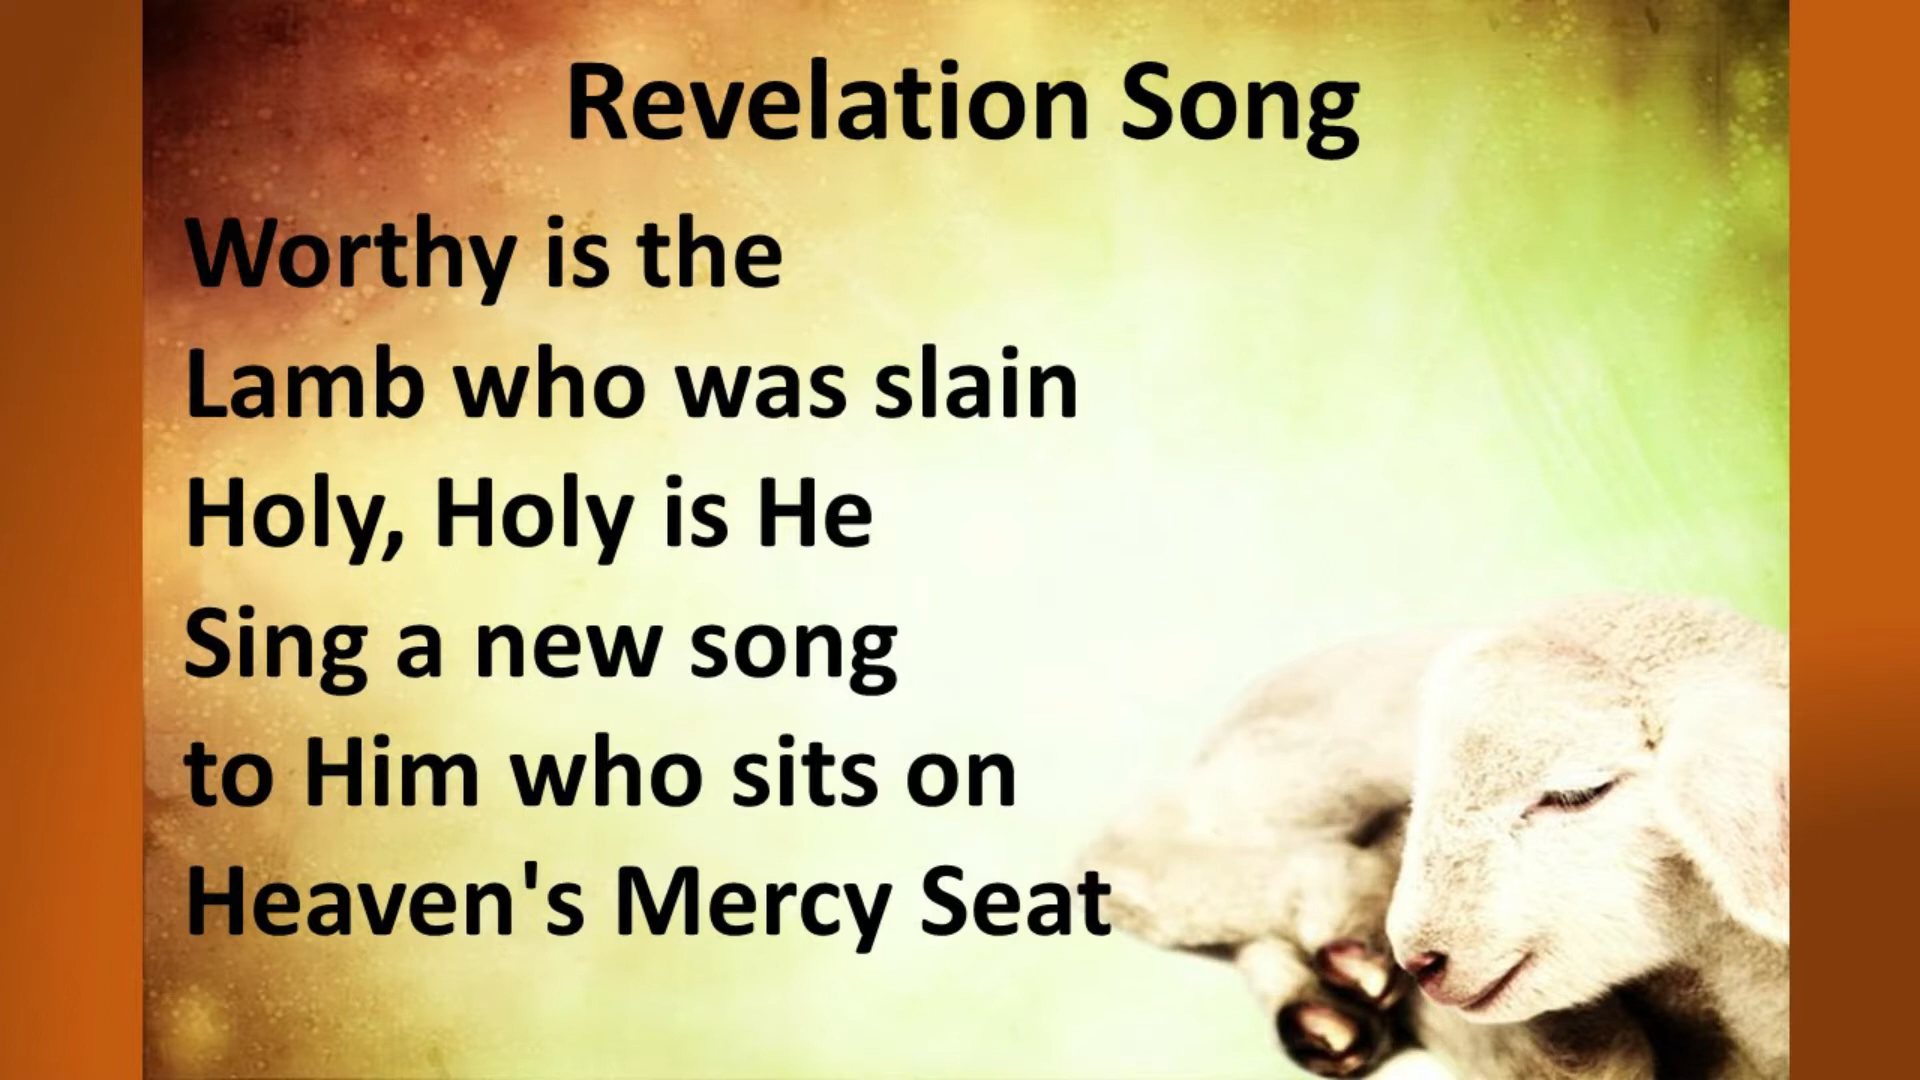 Revelation Song
Worthy is the
Lamb who was slain
Holy, Holy is He
Sing a new song
to Him who sits on
Heaven's Mercy Seat